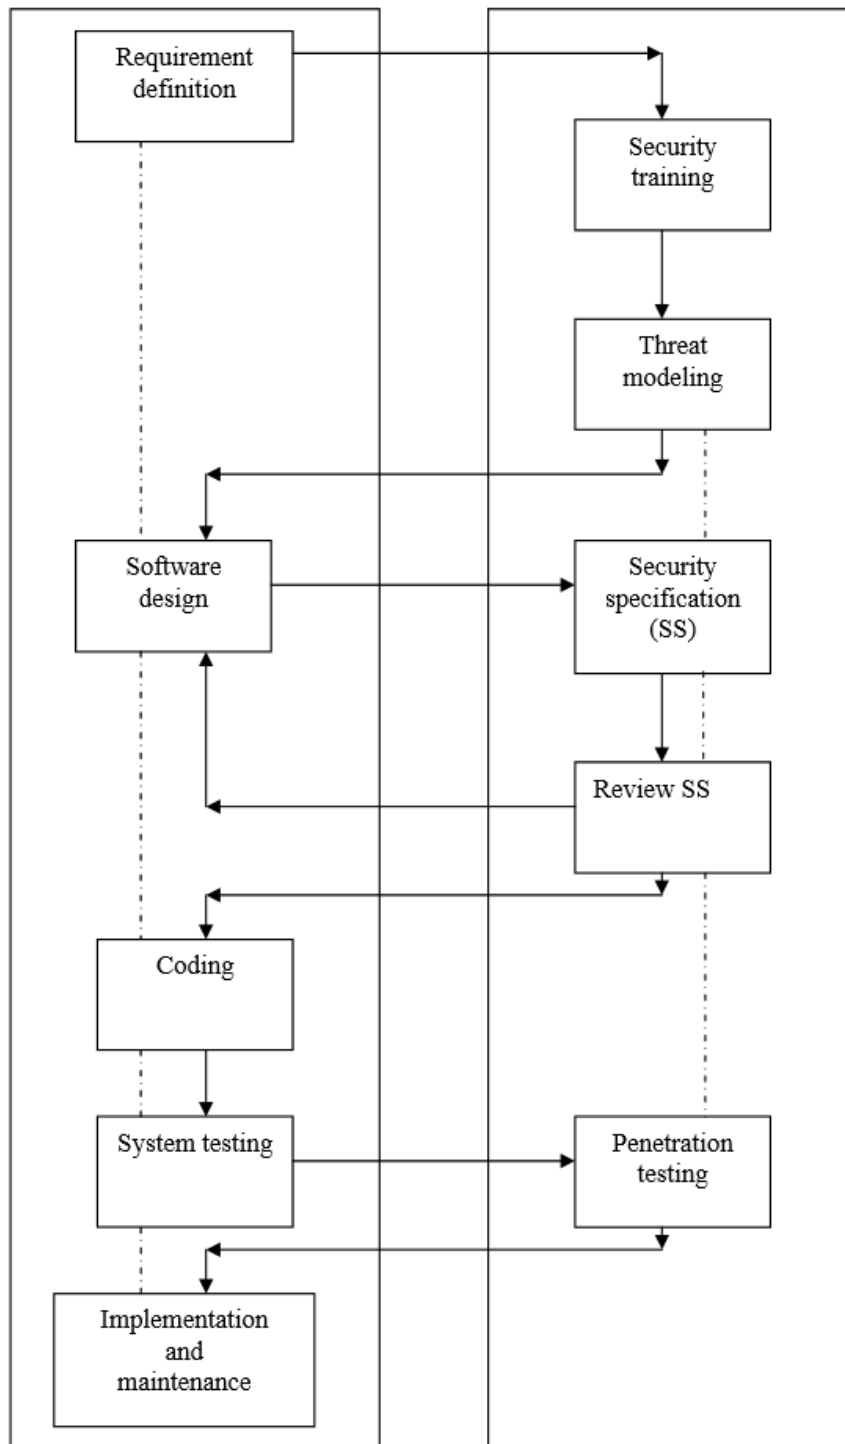 Requirement
definition
Security
training
Threat
modeling
Software
design
Security
specification
(SS)
Review SS
Coding
System testing
Penetration
testing
Implementation
and
maintenance